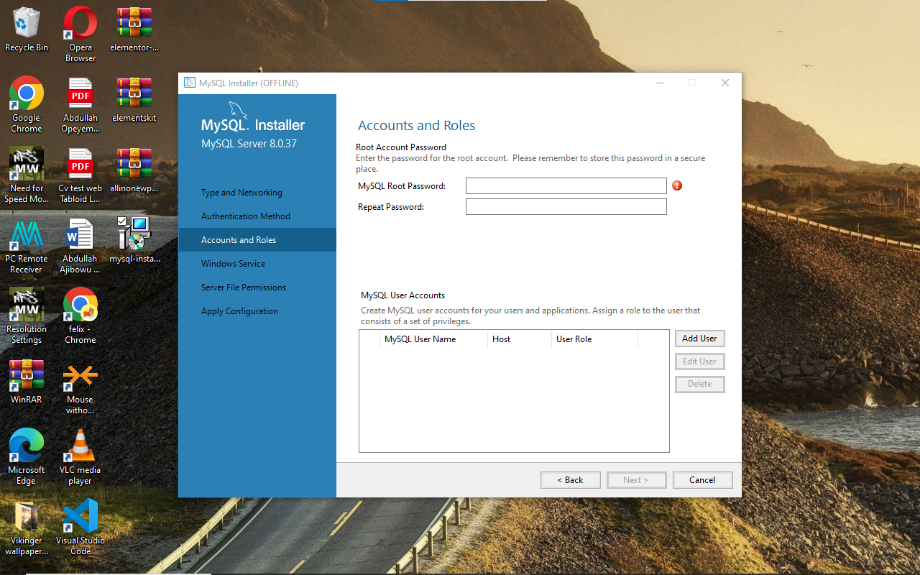 Recycle Bin
Opera
Browser
elementor-...
Google
Chrome
PDF
Abdullah
Opeyem...
elementskit
Need for
Speed Mo...
PDF
Cv test web
Tabloid L...
allinonewp...
PC Remote
Receiver
Abdullah
Ajibowu ...
mysql-insta...
Resolution
Settings
felix -
Chrome
WinRAR
Mouse
witho...
Microsoft
Edge
VLC media
player
Vikinger
wallpaper...
Visual Studio
Code
MySQL Installer (OFFLINE)
MySQL Installer
MySQL Server 8.0.37
Type and Networking
Authentication Method
Accounts and Roles
Windows Service
Server File Permissions
Apply Configuration
Accounts and Roles
Root Account Password
Enter the password for the root account. Please remember to store this password in a secure
place.
MySQL Root Password:
Repeat Password:
MySQL User Accounts
Create MySQL user accounts for your users and applications. Assign a role to the user that
consists of a set of privileges.
MySQL User Name Host User Role
Add User
Edit User
Delete
< Back Next > Cancel